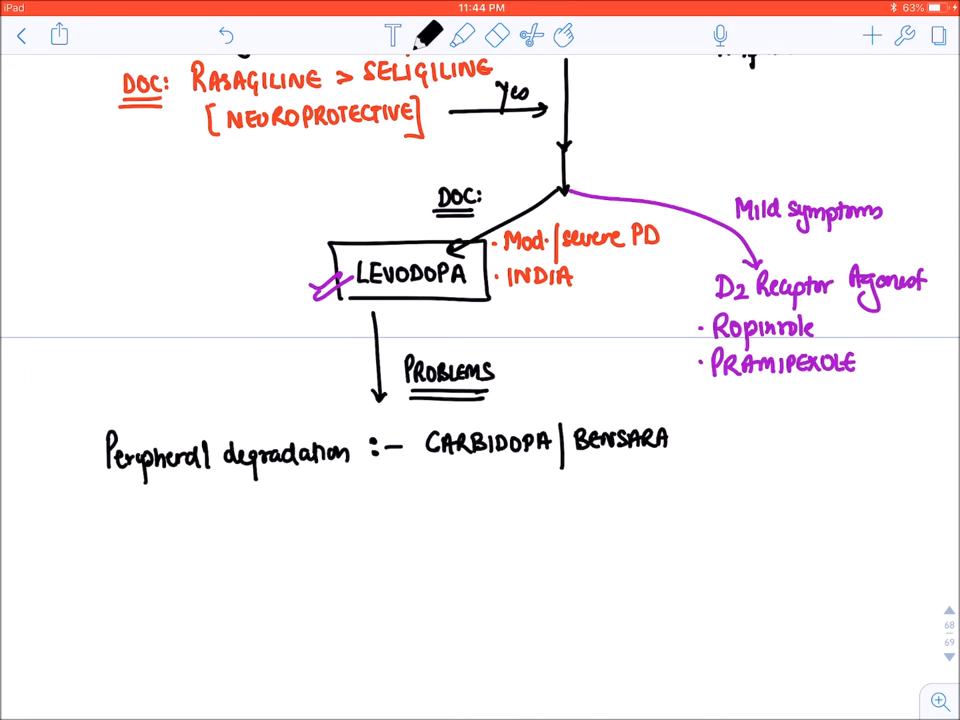 iPad 11:44 PM 63%
T
DOC: RASAGILINE > SELIGILINE
[NEUROPROTECTIVE]
Yes
DOC:
Mild symptoms
· Mod./severe PD
LEVODOPA
· INDIA
D2 Receptor Agonist
· Ropinrole
· PRAMIPEXOLE
PROBLEMS
Peripheral degradation :- CARBIDOPA | BENSARA
68
69